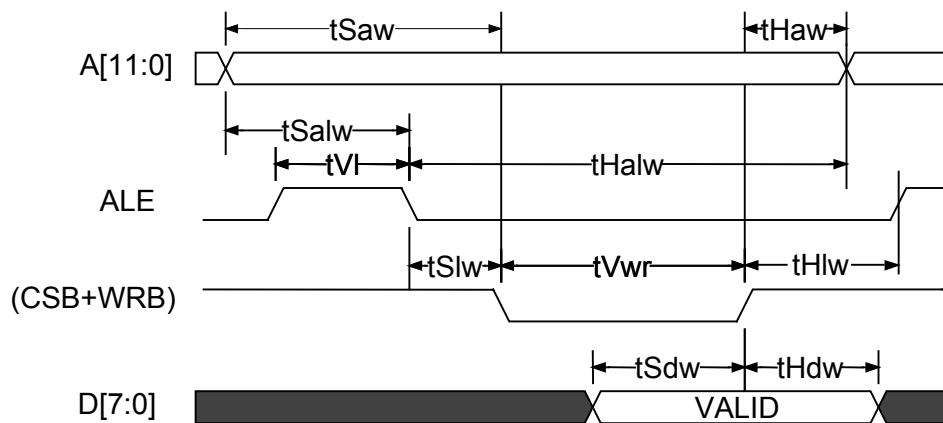 tSaw
tHaw
A[11:0]
tSalw
tVl
tHalw
ALE
tSlw
tVwr
tHlw
(CSB+WRB)
tSdw
tHdw
D[7:0]
VALID